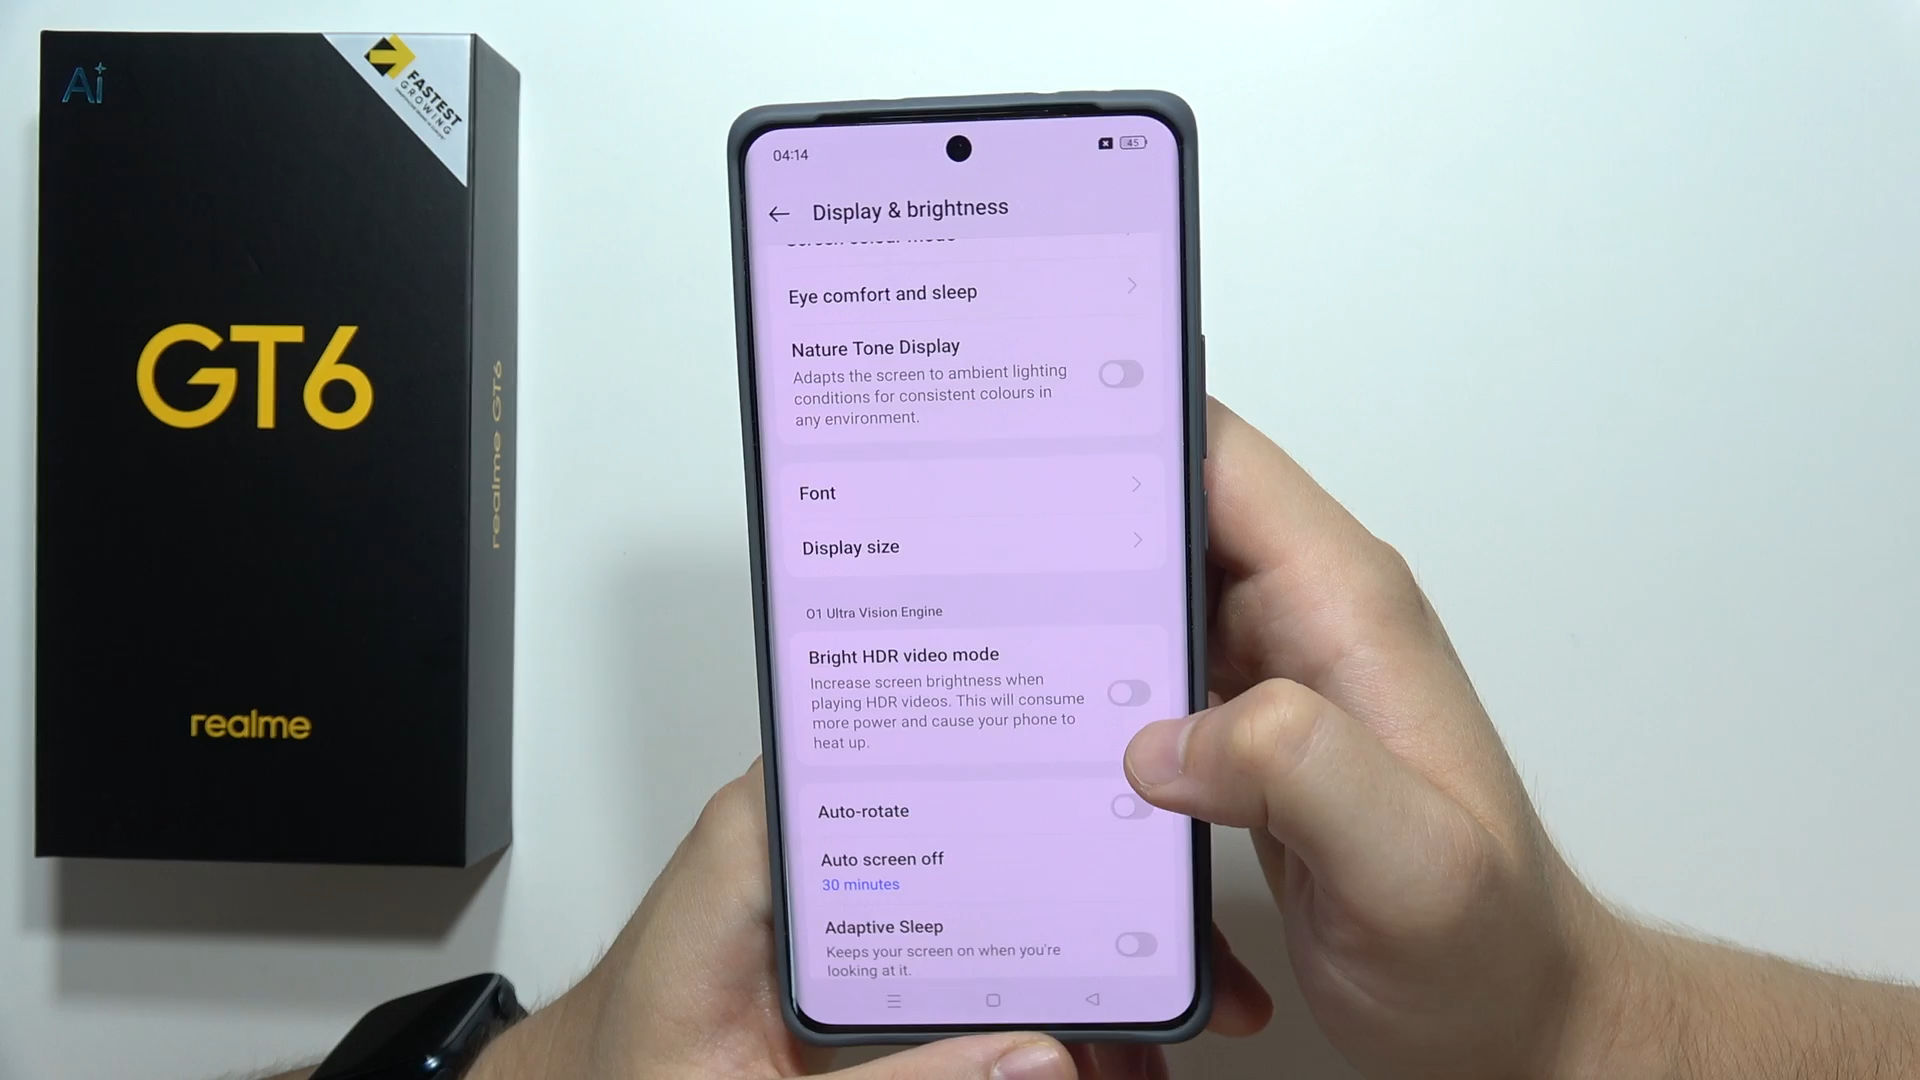 Ai
FASTEST
GROWING
GT6
realme
realme GT6
04:14
45
Display & brightness
Screen colour mode
Eye comfort and sleep
Nature Tone Display
Adapts the screen to ambient lighting
conditions for consistent colours in
any environment.
Font
Display size
O1 Ultra Vision Engine
Bright HDR video mode
Increase screen brightness when
playing HDR videos. This will consume
more power and cause your phone to
heat up.
Auto-rotate
Auto screen off
30 minutes
Adaptive Sleep
Keeps your screen on when you're
looking at it.